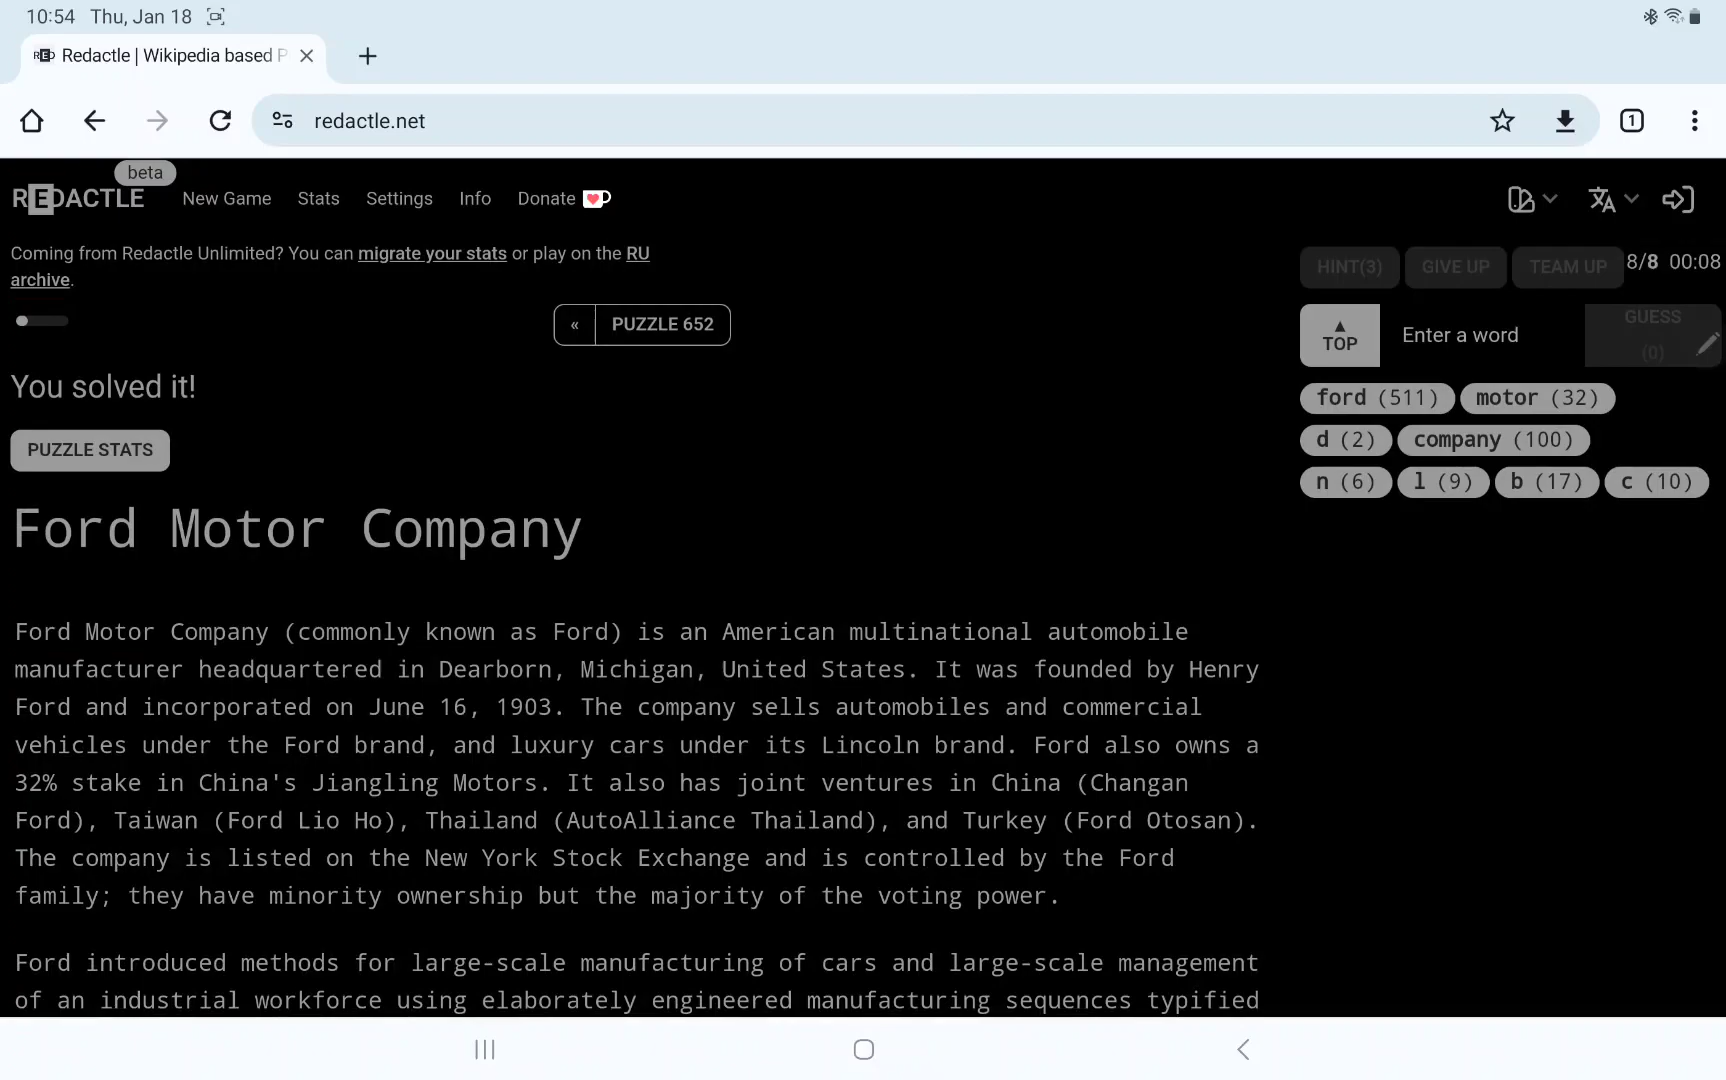 10:54 Thu, Jan 18
Redactle | Wikipedia based P
redactle.net
1
beta
REDACTLE New Game Stats Settings Info Donate
Coming from Redactle Unlimited? You can migrate your stats or play on the RU
archive.
HINT(3) GIVE UP TEAM UP 8/8 00:08
« PUZZLE 652
TOP Enter a word GUESS
(0)
You solved it!
PUZZLE STATS
ford (511) motor (32)
d (2) company (100)
n (6) l (9) b (17) c (10)
Ford Motor Company
Ford Motor Company (commonly known as Ford) is an American multinational automobile
manufacturer headquartered in Dearborn, Michigan, United States. It was founded by Henry
Ford and incorporated on June 16, 1903. The company sells automobiles and commercial
vehicles under the Ford brand, and luxury cars under its Lincoln brand. Ford also owns a
32% stake in China's Jiangling Motors. It also has joint ventures in China (Changan
Ford), Taiwan (Ford Lio Ho), Thailand (AutoAlliance Thailand), and Turkey (Ford Otosan).
The company is listed on the New York Stock Exchange and is controlled by the Ford
family; they have minority ownership but the majority of the voting power.
Ford introduced methods for large-scale manufacturing of cars and large-scale management
of an industrial workforce using elaborately engineered manufacturing sequences typified